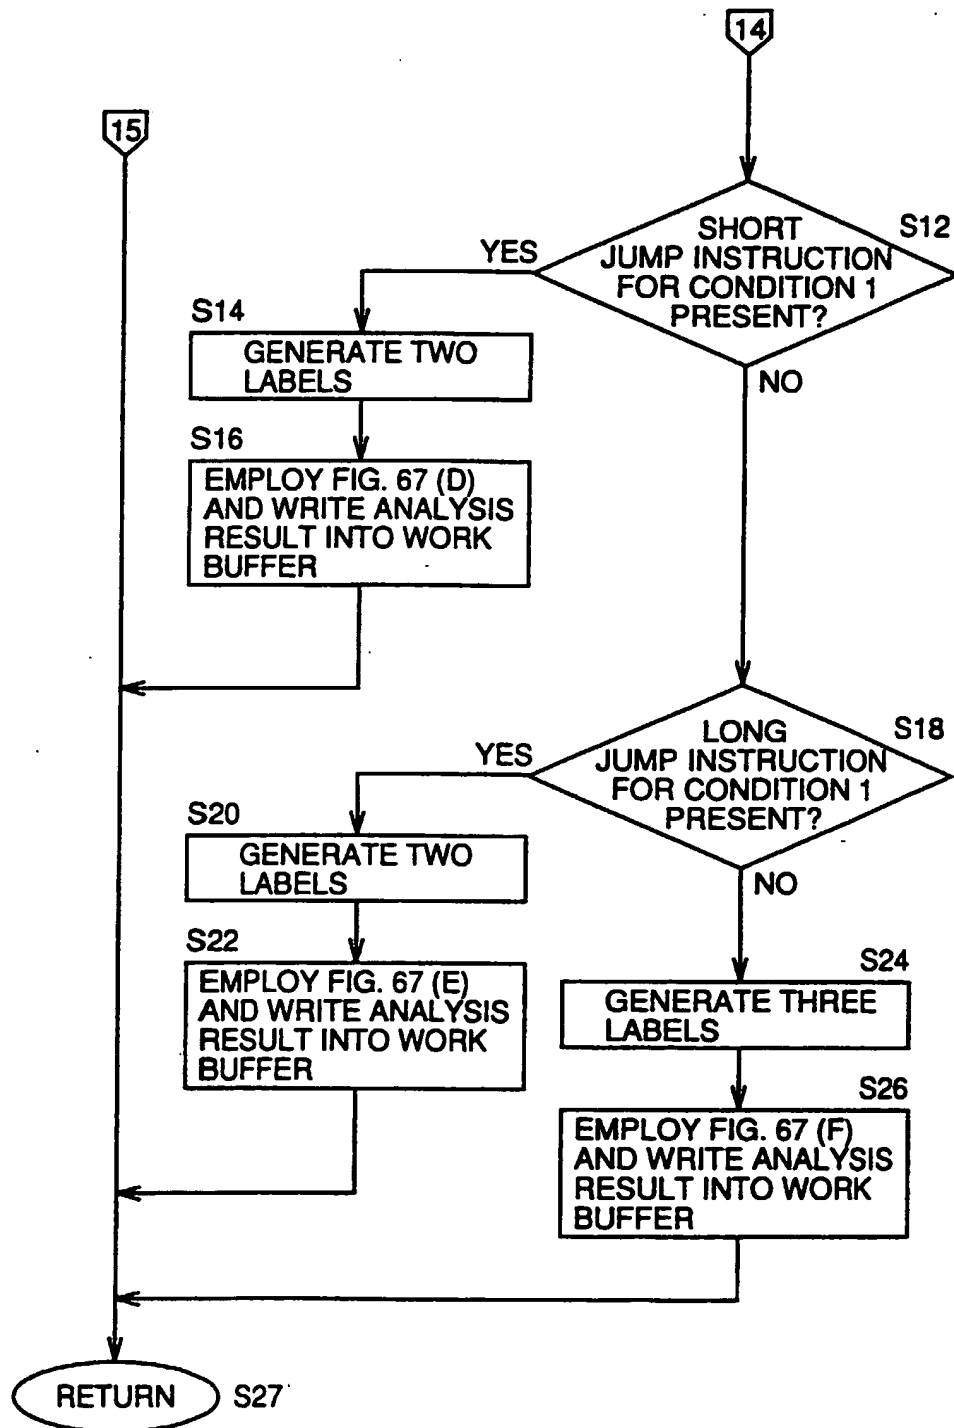 14
15
S12
SHORT
JUMP INSTRUCTION
FOR CONDITION 1
PRESENT?
YES
NO
S14
GENERATE TWO
LABELS
S16
EMPLOY FIG. 67 (D)
AND WRITE ANALYSIS
RESULT INTO WORK
BUFFER
S18
LONG
JUMP INSTRUCTION
FOR CONDITION 1
PRESENT?
YES
NO
S20
GENERATE TWO
LABELS
S22
EMPLOY FIG. 67 (E)
AND WRITE ANALYSIS
RESULT INTO WORK
BUFFER
S24
GENERATE THREE
LABELS
S26
EMPLOY FIG. 67 (F)
AND WRITE ANALYSIS
RESULT INTO WORK
BUFFER
RETURN
S27